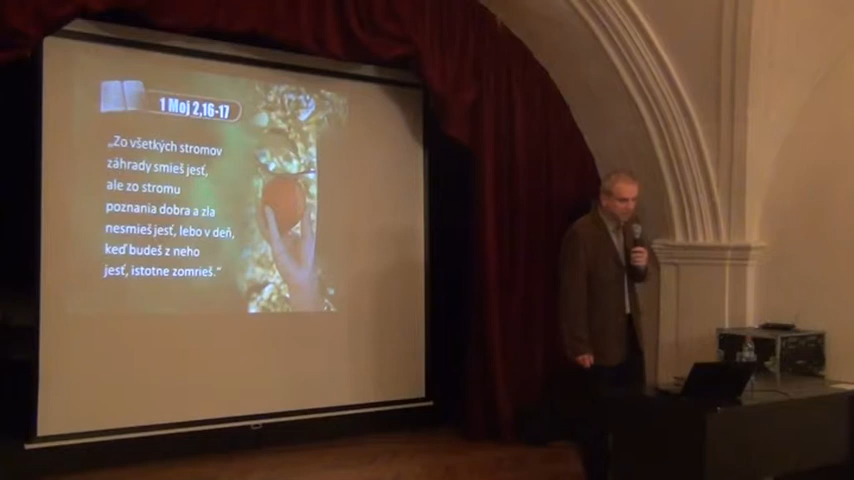 1 Moj 2,16-17
„Zo všetkých stromov
záhrady smieš jesť,
ale zo stromu
poznania dobra a zla
nesmieš jesť, lebo v deň,
keď budeš z neho
jesť, istotne zomrieš.“